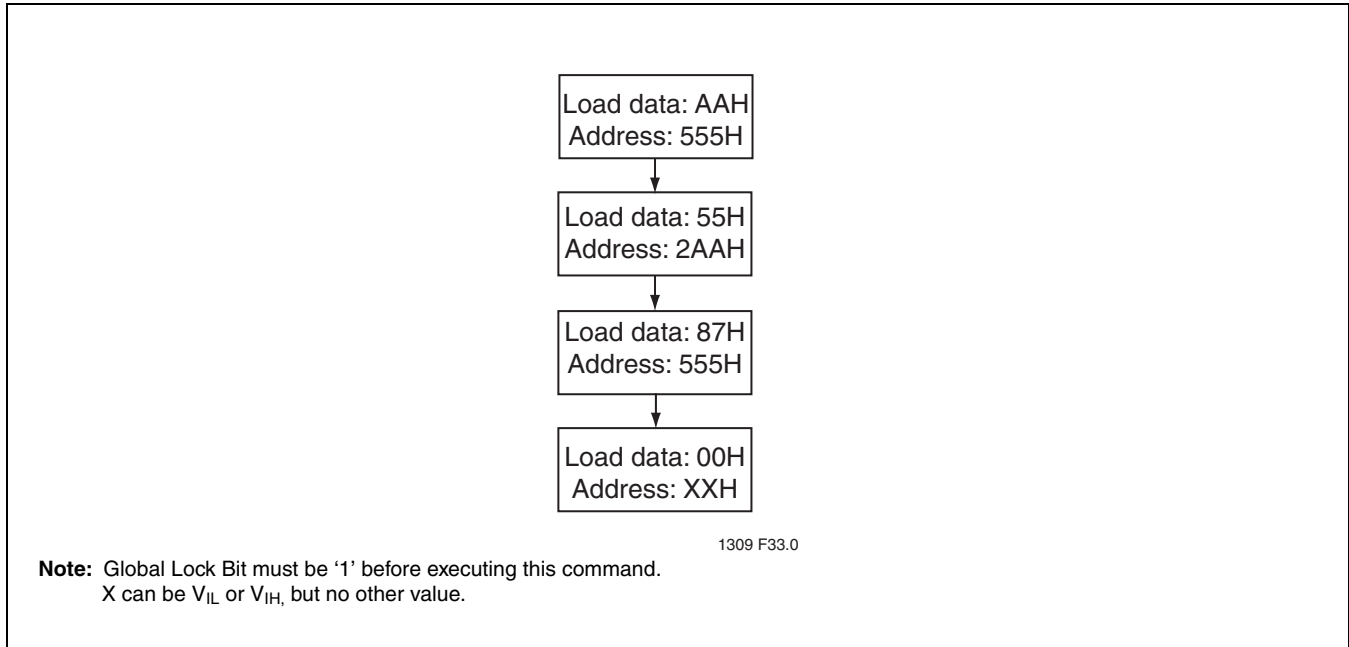 Load data: AAH
Address: 555H
Load data: 55H
Address: 2AAH
Load data: 87H
Address: 555H
Load data: 00H
Address: XXH
1309 F33.0
Note: Global Lock Bit must be ‘1’ before executing this command.
X can be VIL or VIH, but no other value.